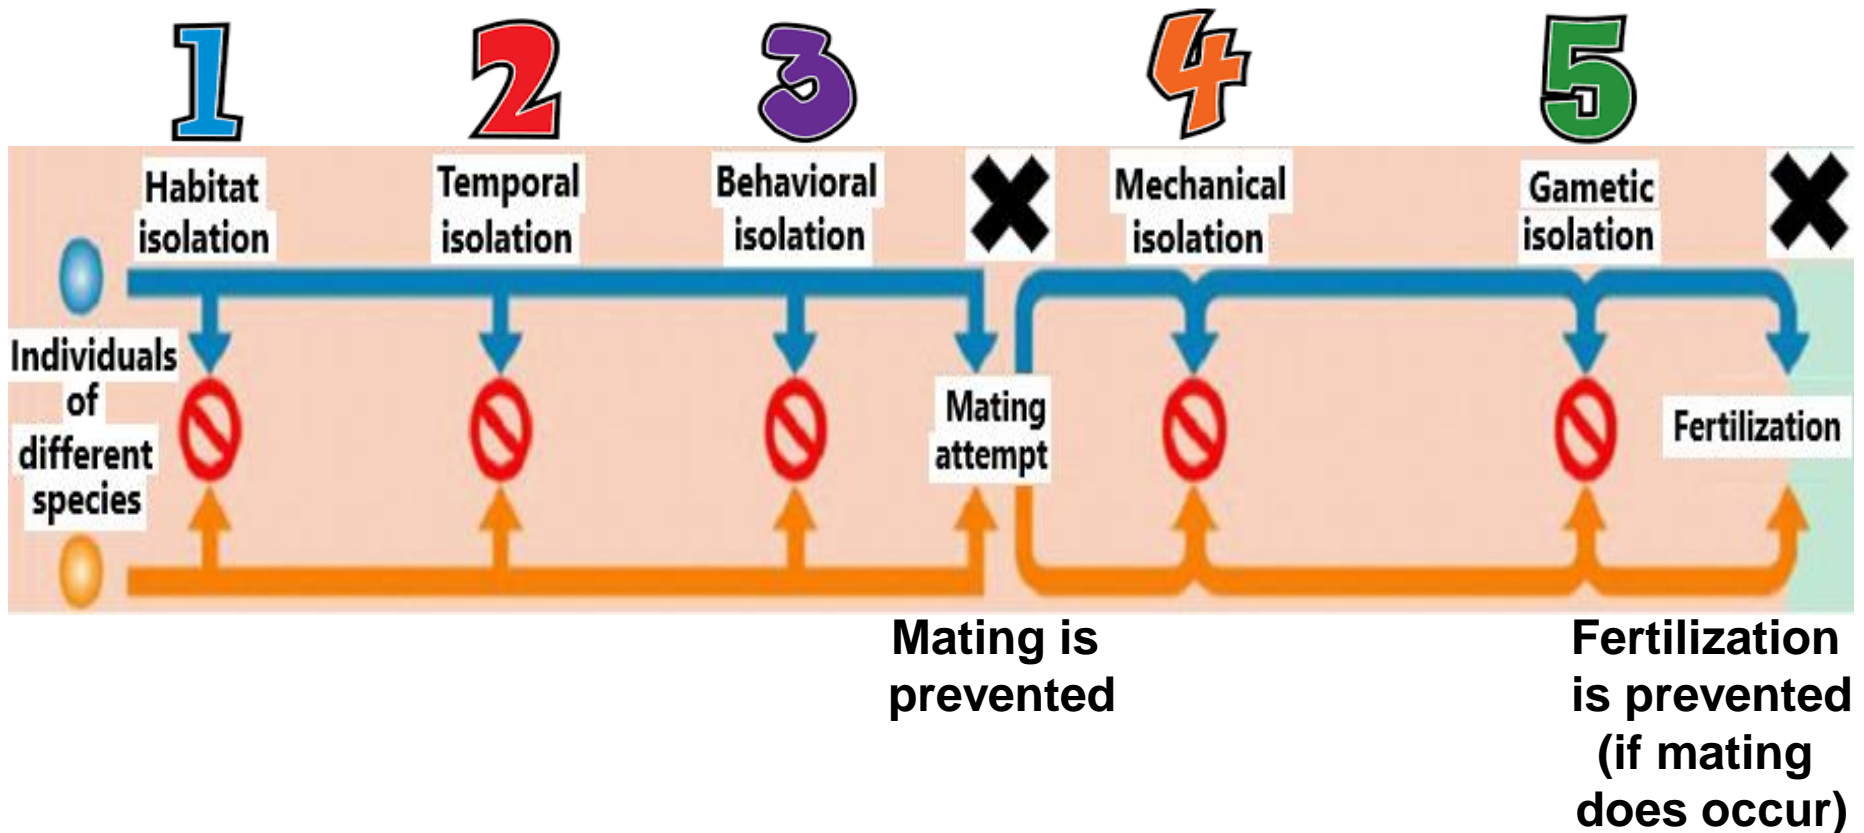 1
2
3
4
5
Habitat
isolation
Temporal
isolation
Behavioral
isolation
Mechanical
isolation
Gametic
isolation
Individuals
of
different
species
Mating
attempt
Fertilization
Mating is
prevented
Fertilization
is prevented
(if mating
does occur)